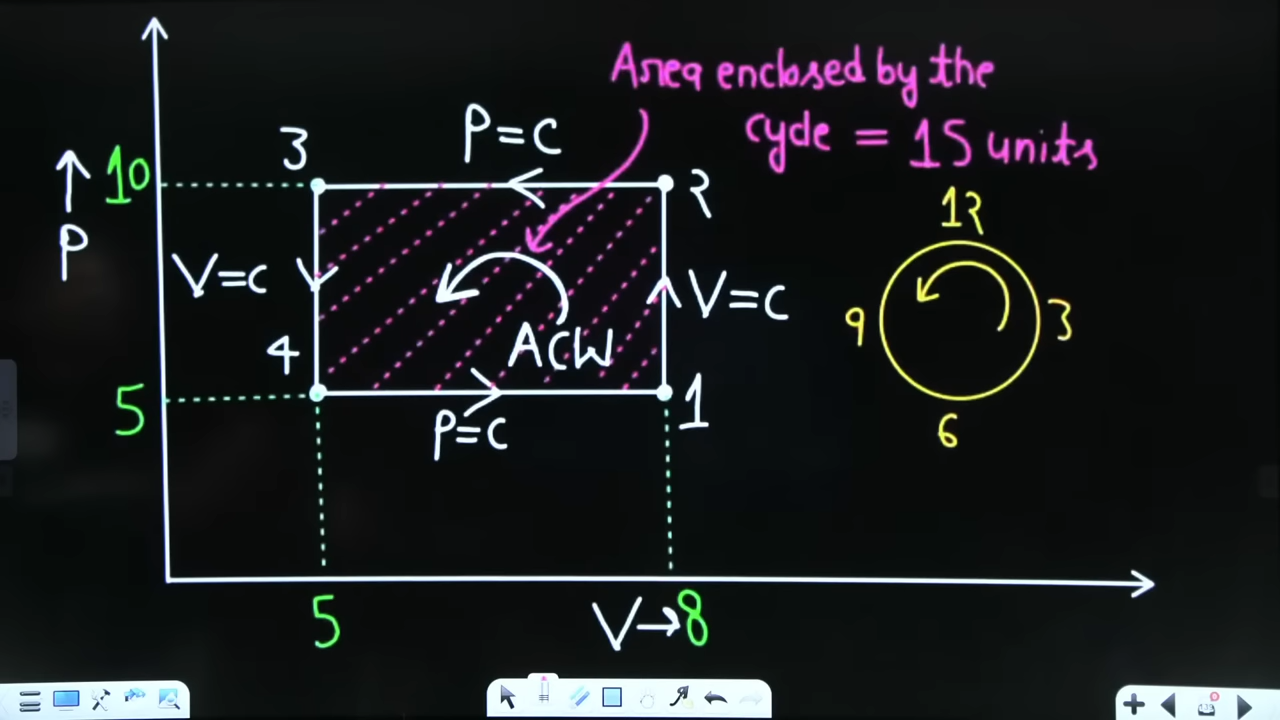 Area enclosed by the
cycle = 15 units
3
P=C
2
10
P
V=C
V=C
4
ACW
1
5
P=C
5
V→8
12
9
3
6